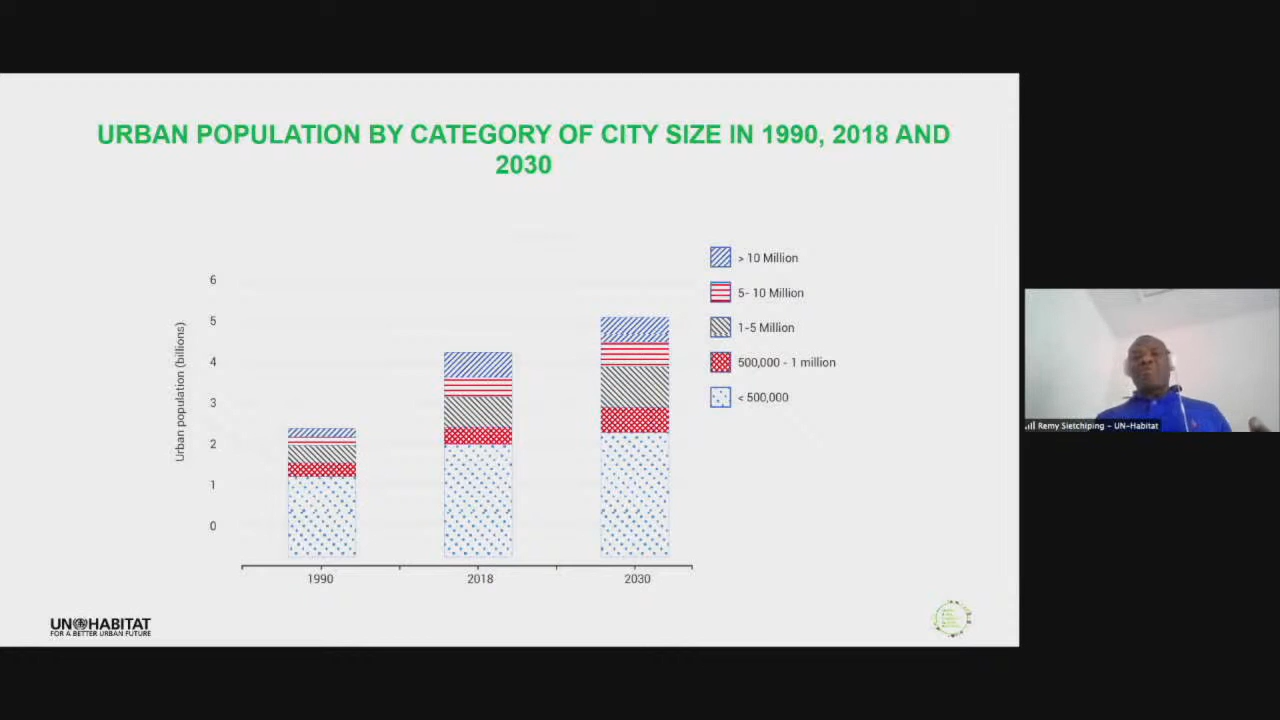 URBAN POPULATION BY CATEGORY OF CITY SIZE IN 1990, 2018 AND
2030
> 10 Million
5- 10 Million
1-5 Million
500,000 - 1 million
< 500,000
Urban population (billions)
6
5
4
3
2
1
0
1990
2018
2030
UN HABITAT
FOR A BETTER URBAN FUTURE
Remy Sietchiping - UN-Habitat